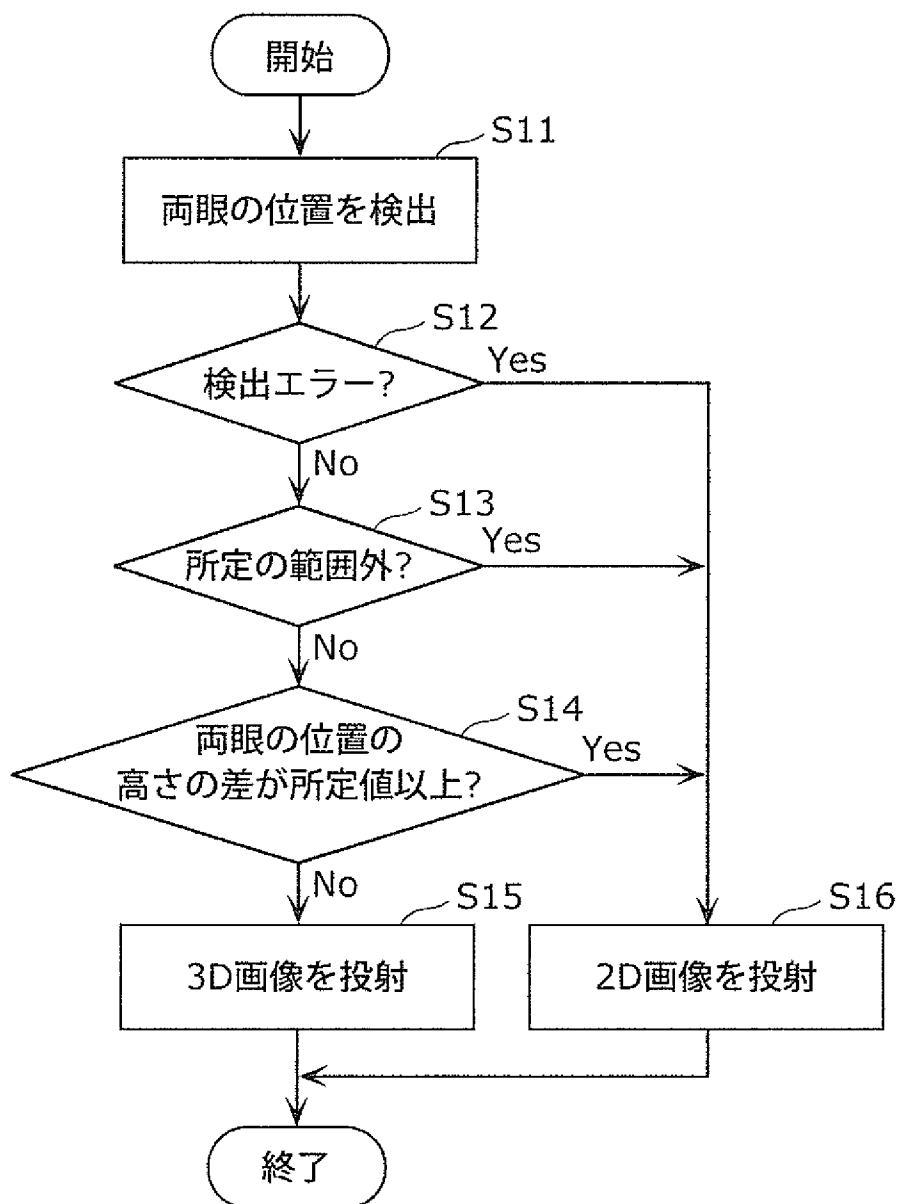 開始
S11
両眼の位置を検出
S12
検出エラー?
Yes
No
S13
所定の範囲外?
Yes
No
S14
両眼の位置の
高さの差が所定値以上?
Yes
No
S15
3D画像を投射
S16
2D画像を投射
終了